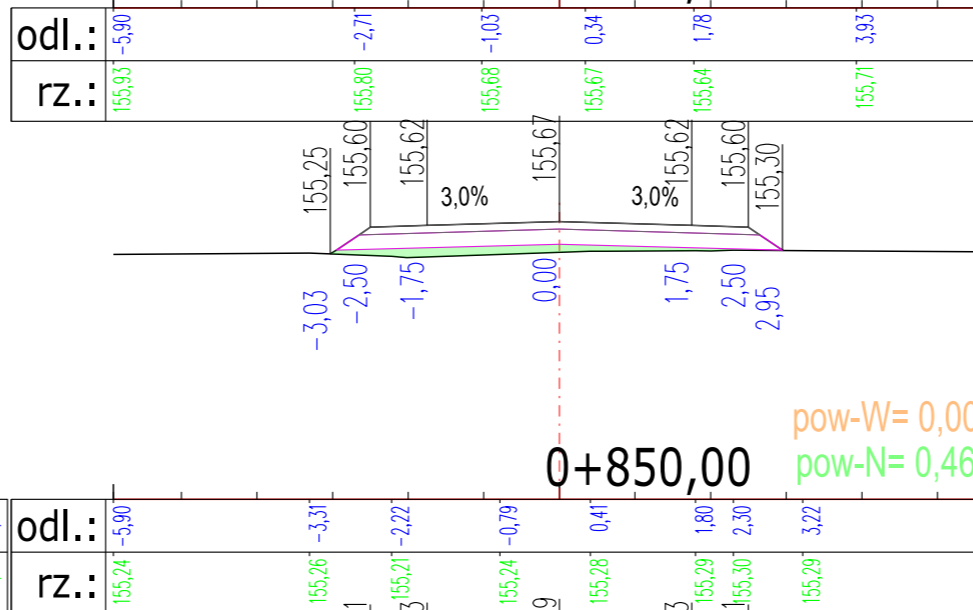 odl.: -5,90 -2,71 -1,03 0,34 1,78 3,93
rz.: 155,93 155,80 155,68 155,67 155,64 155,71
155,25 155,60 155,62 155,67 155,62 155,60 155,30
3,0% 3,0%
-3,03 -2,50 -1,75 0,00 1,75 2,50 2,95
pow-W= 0,00
0+850,00 pow-N= 0,46
odl.: -5,90 -3,31 -2,22 -0,79 0,41 1,80 2,30 3,22
rz.: 155,24 155,26 155,21 155,24 155,28 155,29 155,30 155,29